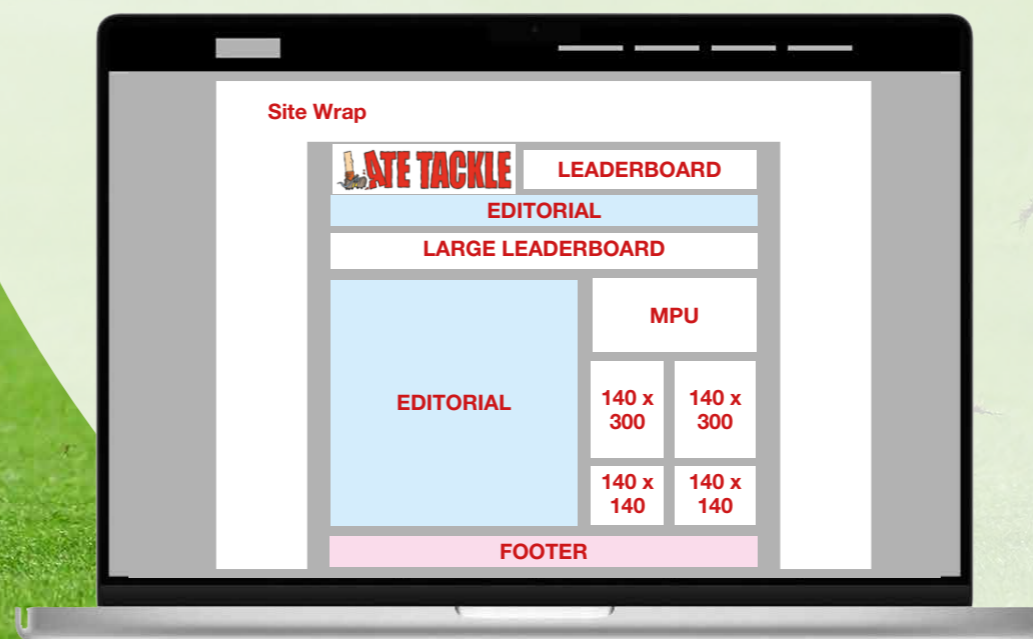 Site Wrap
LATE TACKLE
LEADERBOARD
EDITORIAL
LARGE LEADERBOARD
MPU
EDITORIAL
140 x
300
140 x
300
140 x
140
140 x
140
FOOTER